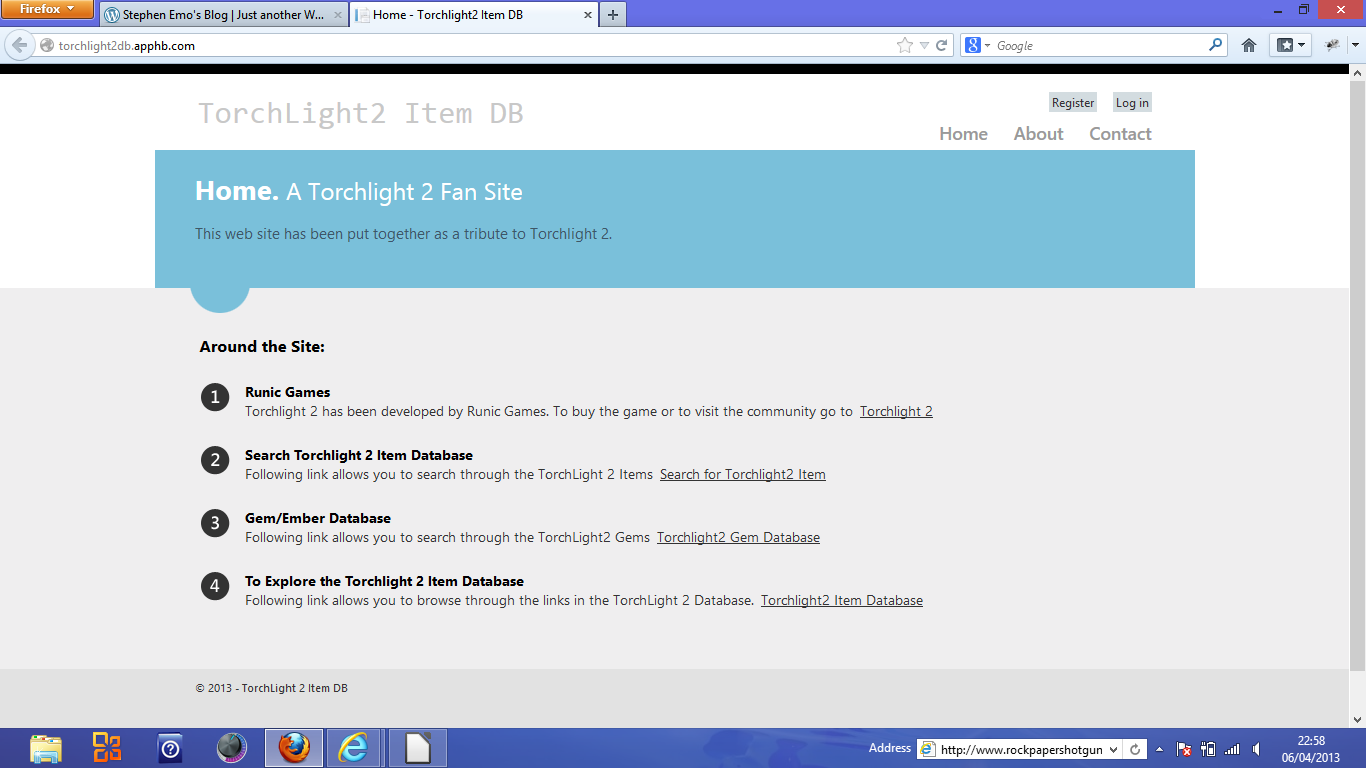 Firefox
Stephen Emo's Blog | Just another W...
Home - Torchlight2 Item DB
torchlight2db.apphb.com
Google
TorchLight2 Item DB
Register
Log in
Home
About
Contact
Home. A Torchlight 2 Fan Site
This web site has been put together as a tribute to Torchlight 2.
Around the Site:
1
Runic Games
Torchlight 2 has been developed by Runic Games. To buy the game or to visit the community go to Torchlight 2
2
Search Torchlight 2 Item Database
Following link allows you to search through the TorchLight 2 Items Search for Torchlight2 Item
3
Gem/Ember Database
Following link allows you to search through the TorchLight2 Gems Torchlight2 Gem Database
4
To Explore the Torchlight 2 Item Database
Following link allows you to browse through the links in the TorchLight 2 Database. Torchlight2 Item Database
© 2013 - TorchLight 2 Item DB
Address
http://www.rockpapershotgun
22:58
06/04/2013